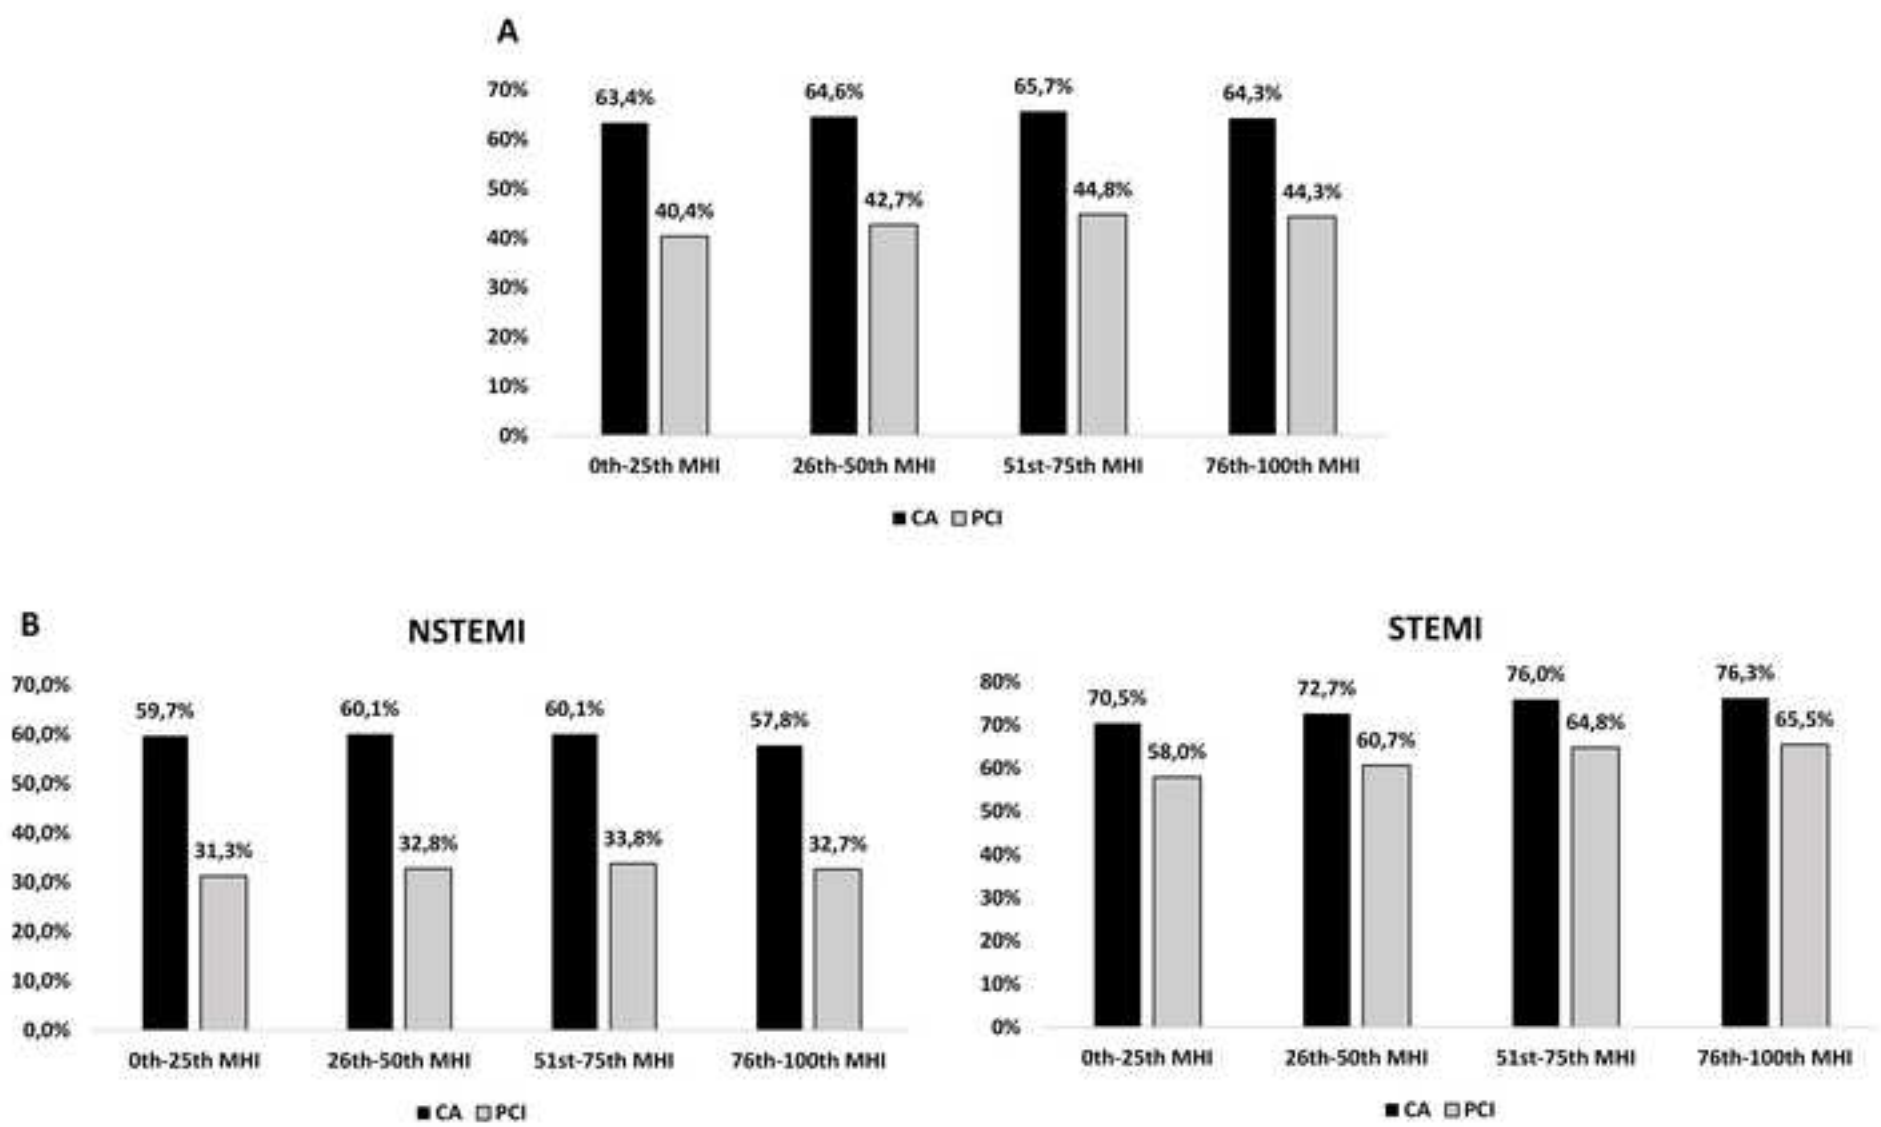 A
70%
60%
50%
40%
30%
20%
10%
0%
63,4%
40,4%
64,6%
42,7%
65,7%
44,8%
64,3%
44,3%
0th-25th MHI
26th-50th MHI
51st-75th MHI
76th-100th MHI
CA PCI
B
NSTEMI
70,0%
60,0%
50,0%
40,0%
30,0%
20,0%
10,0%
0,0%
59,7%
31,3%
60,1%
32,8%
60,1%
33,8%
57,8%
32,7%
0th-25th MHI
26th-50th MHI
51st-75th MHI
76th-100th MHI
CA PCI
STEMI
80%
70%
60%
50%
40%
30%
20%
10%
0%
70,5%
58,0%
72,7%
60,7%
76,0%
64,8%
76,3%
65,5%
0th-25th MHI
26th-50th MHI
51st-75th MHI
76th-100th MHI
CA PCI